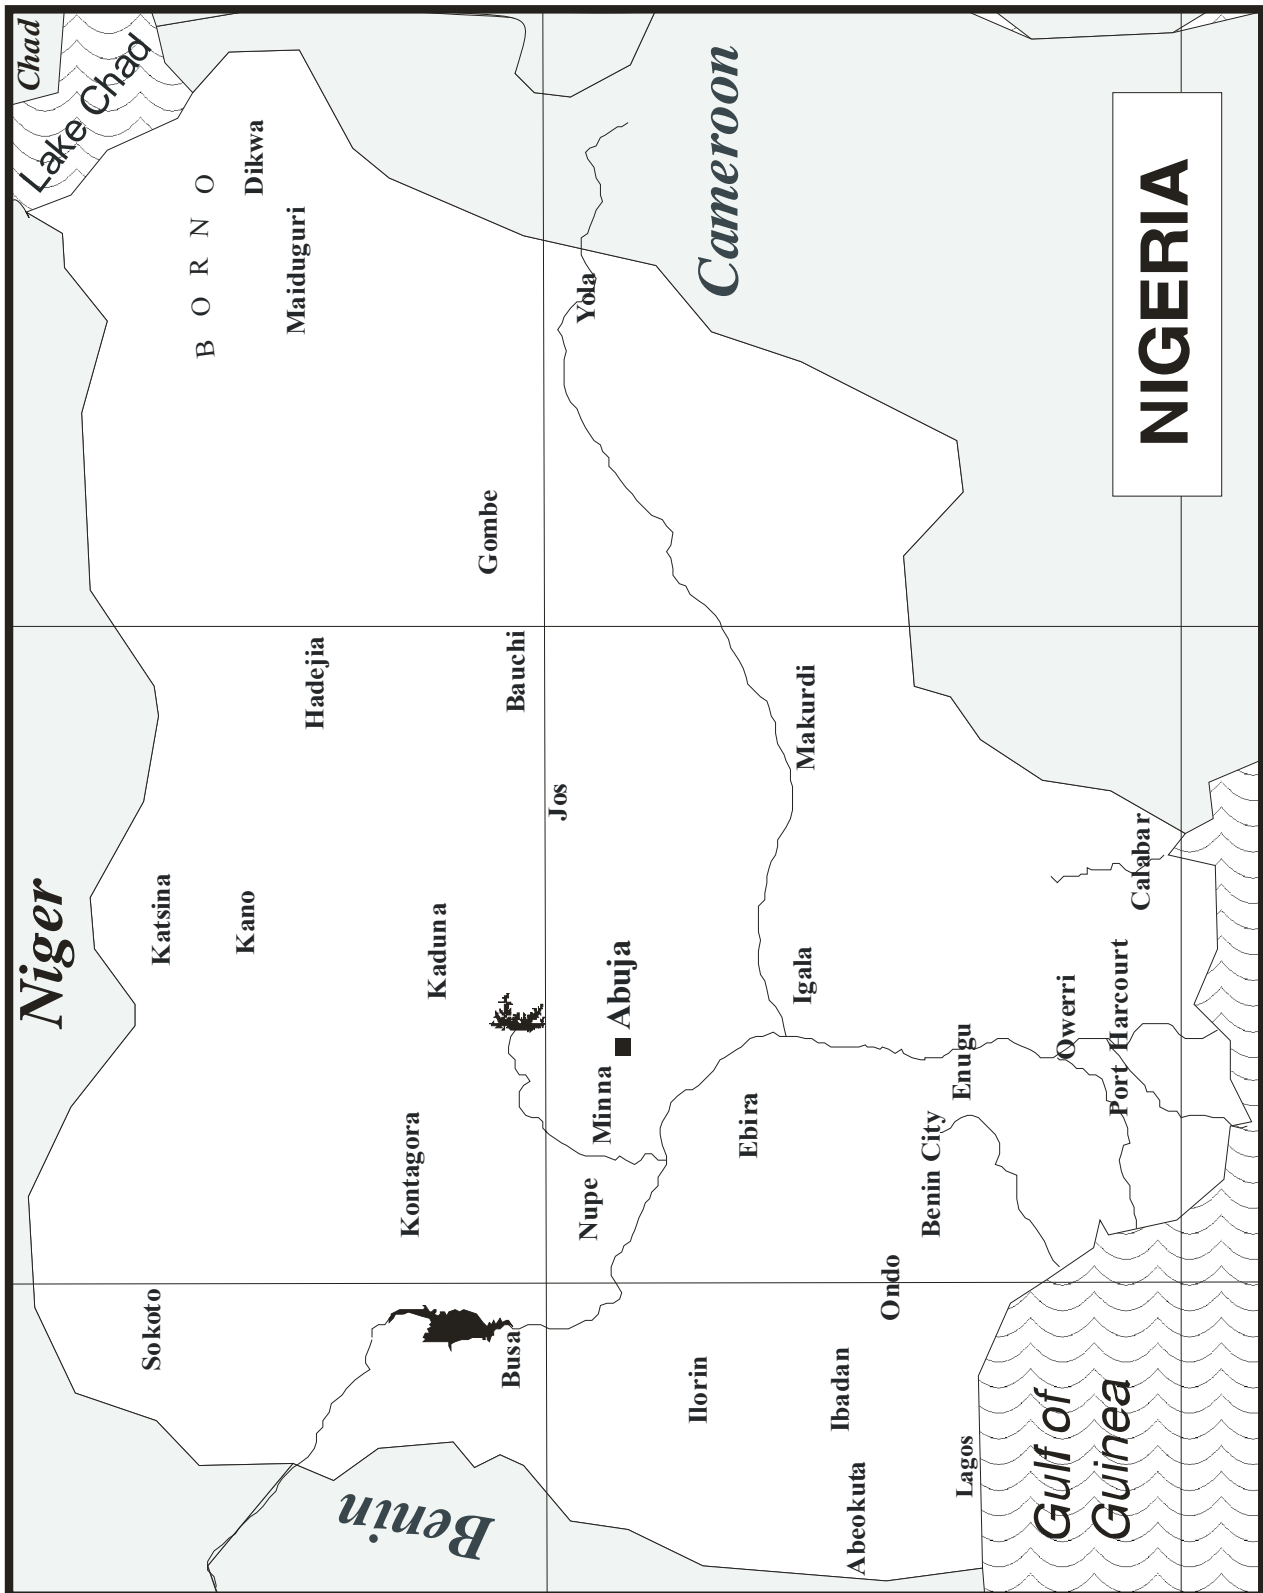 Niger
Chad
Lake Chad
Sokoto
Katsina
Kano
B O R N O
Dikwa
Maiduguri
Hadejia
Kontagora
Kaduna
Gombe
Bauchi
Busa
Jos
Yola
Nupe
Minna
Abuja
Benin
Cameroon
Ilorin
Ebira
Igala
Makurdi
Ibadan
Abeokuta
Ondo
Benin City
Enugu
Lagos
Owerri
Port Harcourt
Calabar
Gulf of
Guinea
NIGERIA